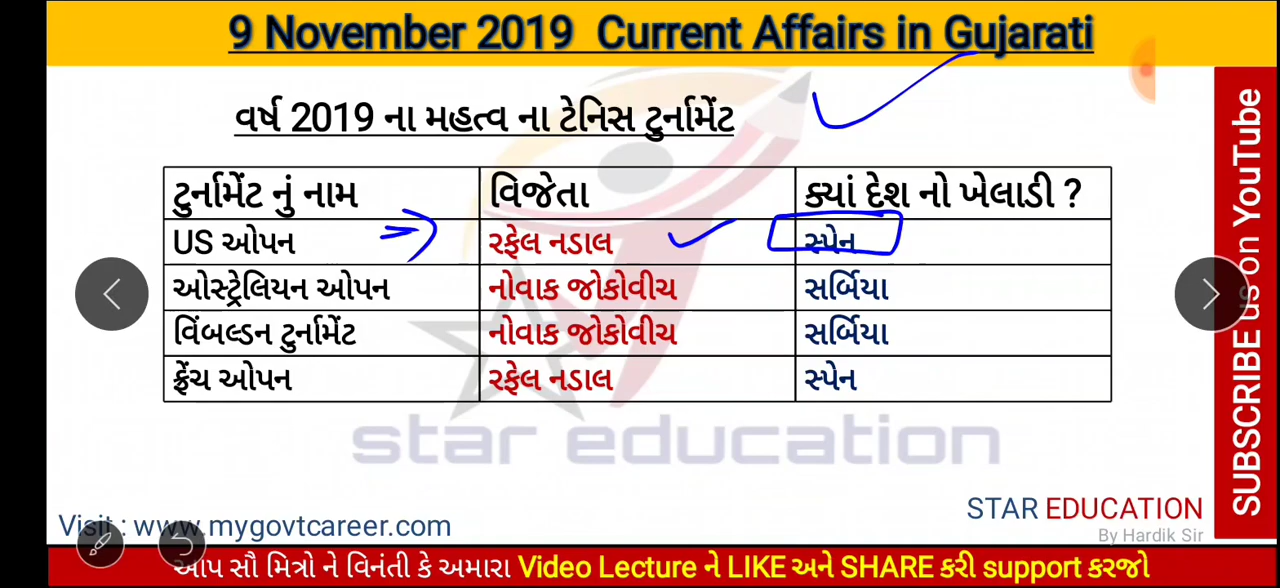 9 November 2019 Current Affairs in Gujarati
વર્ષ 2019 ના મહત્વ ના ટેનિસ ટુર્નામેંટ
ટુર્નામેંટ નું નામ વિજેતા ક્યાં દેશ નો ખેલાડી ?
US ઓપન રફેલ નડાલ સ્પેન
ઓસ્ટ્રેલિયન ઓપન નોવાક જોકોવીચ સર્બિયા
વિંબલ્ડન ટુર્નામેંટ નોવાક જોકોવીચ સર્બિયા
ફ્રેંચ ઓપન રફેલ નડાલ સ્પેન
star education
STAR EDUCATION
Visit : www.mygovtcareer.com
By Hardik Sir
આપ સૌ મિત્રો ને વિનંતી કે અમારા Video Lecture ને LIKE અને SHARE કરી support કરજો
SUBSCRIBE us on YouTube